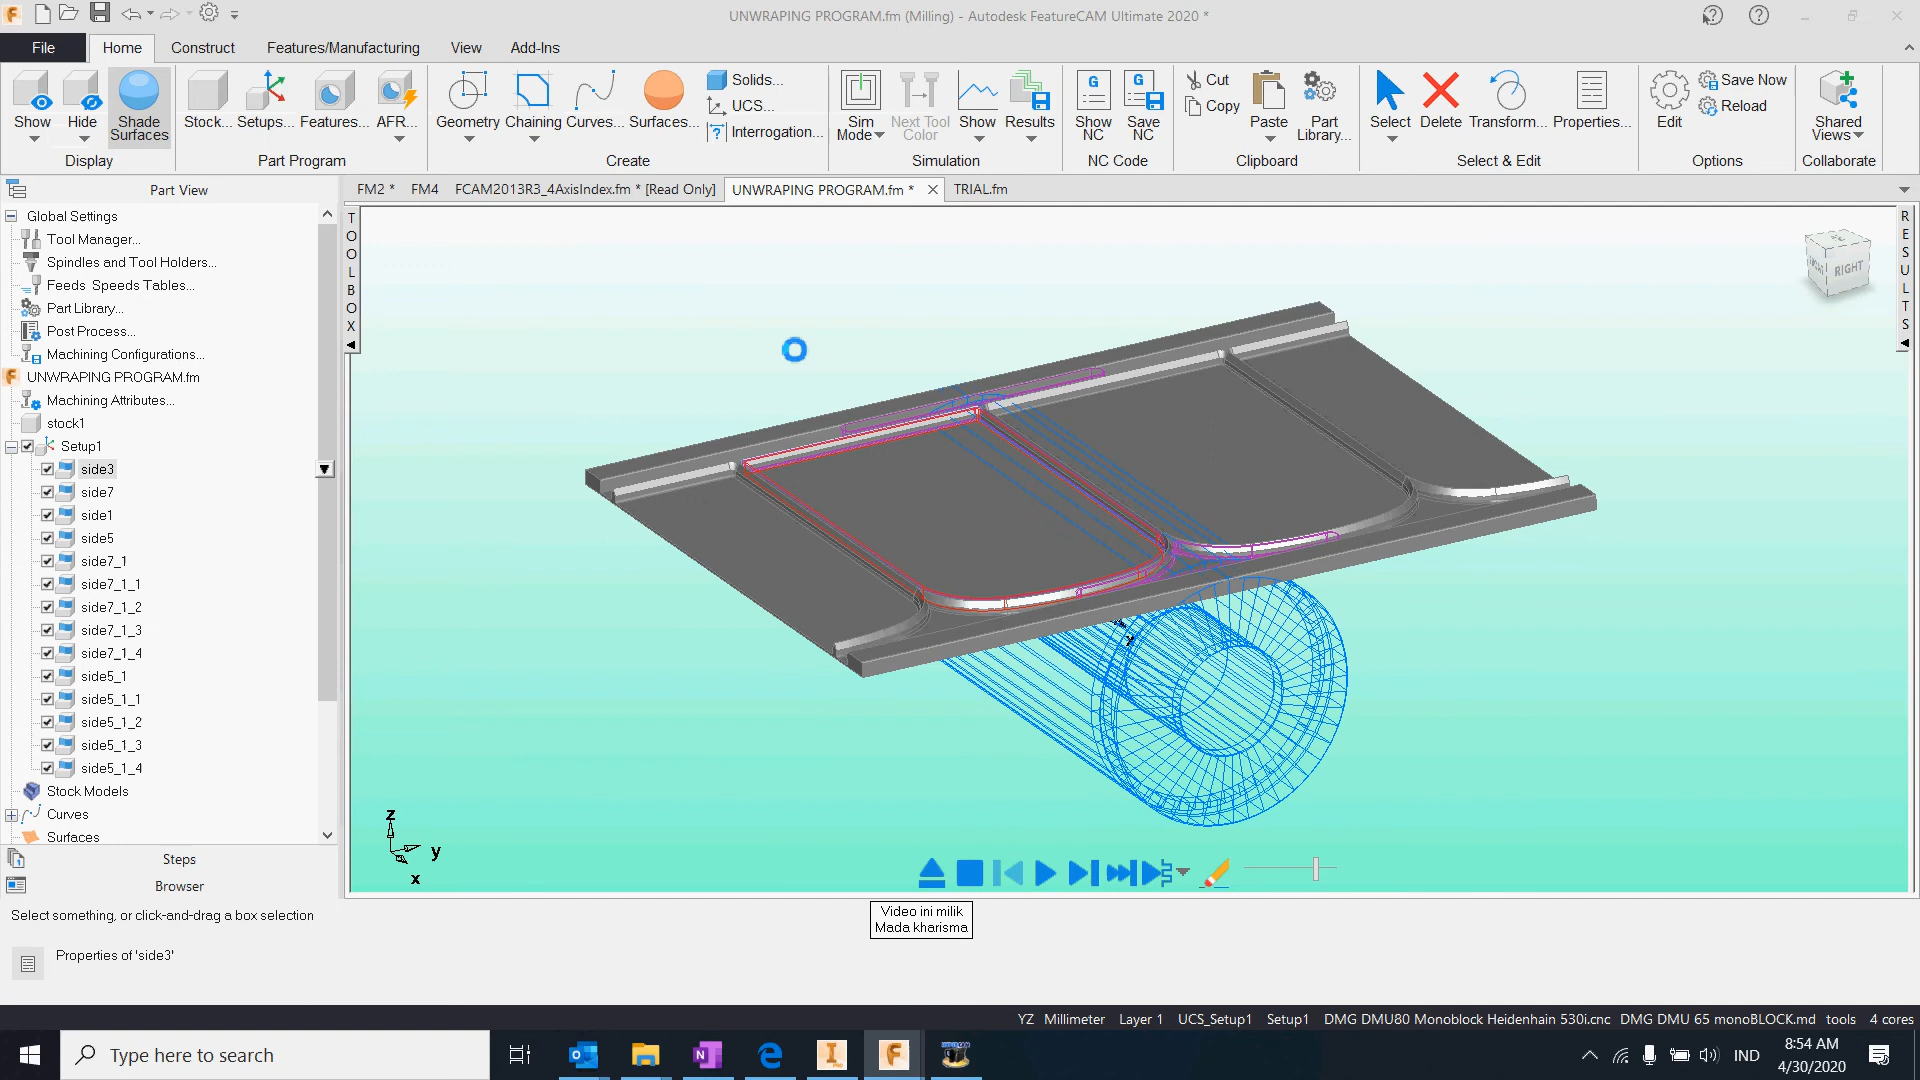 UNWRAPING PROGRAM.fm (Milling) - Autodesk FeatureCAM Ultimate 2020 *
File
Home
Construct
Features/Manufacturing
View
Add-Ins
Show
Hide
Shade Surfaces
Display
Stock...
Setups...
Features...
AFR...
Part Program
Geometry
Chaining
Curves...
Surfaces...
Solids...
UCS...
Interrogation...
Create
Sim Mode
Next Tool Color
Show
Results
Simulation
Show NC
Save NC
NC Code
Cut
Copy
Paste
Part Library...
Clipboard
Select
Delete
Transform...
Properties...
Select & Edit
Edit
Save Now
Reload
Options
Shared Views
Collaborate
Part View
FM2 *
FM4
FCAM2013R3_4AxisIndex.fm * [Read Only]
UNWRAPING PROGRAM.fm *
TRIAL.fm
TOOLBOX
RESULTS
RIGHT
Global Settings
Tool Manager...
Spindles and Tool Holders...
Feeds Speeds Tables...
Part Library...
Post Process...
Machining Configurations...
UNWRAPING PROGRAM.fm
Machining Attributes...
stock1
Setup1
side3
side7
side1
side5
side7_1
side7_1_1
side7_1_2
side7_1_3
side7_1_4
side5_1
side5_1_1
side5_1_2
side5_1_3
side5_1_4
Stock Models
Curves
Surfaces
Steps
Browser
z
y
x
Video ini milik
Mada kharisma
Select something, or click-and-drag a box selection
Properties of 'side3'
YZ Millimeter Layer 1 UCS_Setup1 Setup1 DMG DMU80 Monoblock Heidenhain 530i.cnc DMG DMU 65 monoBLOCK.md tools 4 cores
Type here to search
IND
8:54 AM
4/30/2020